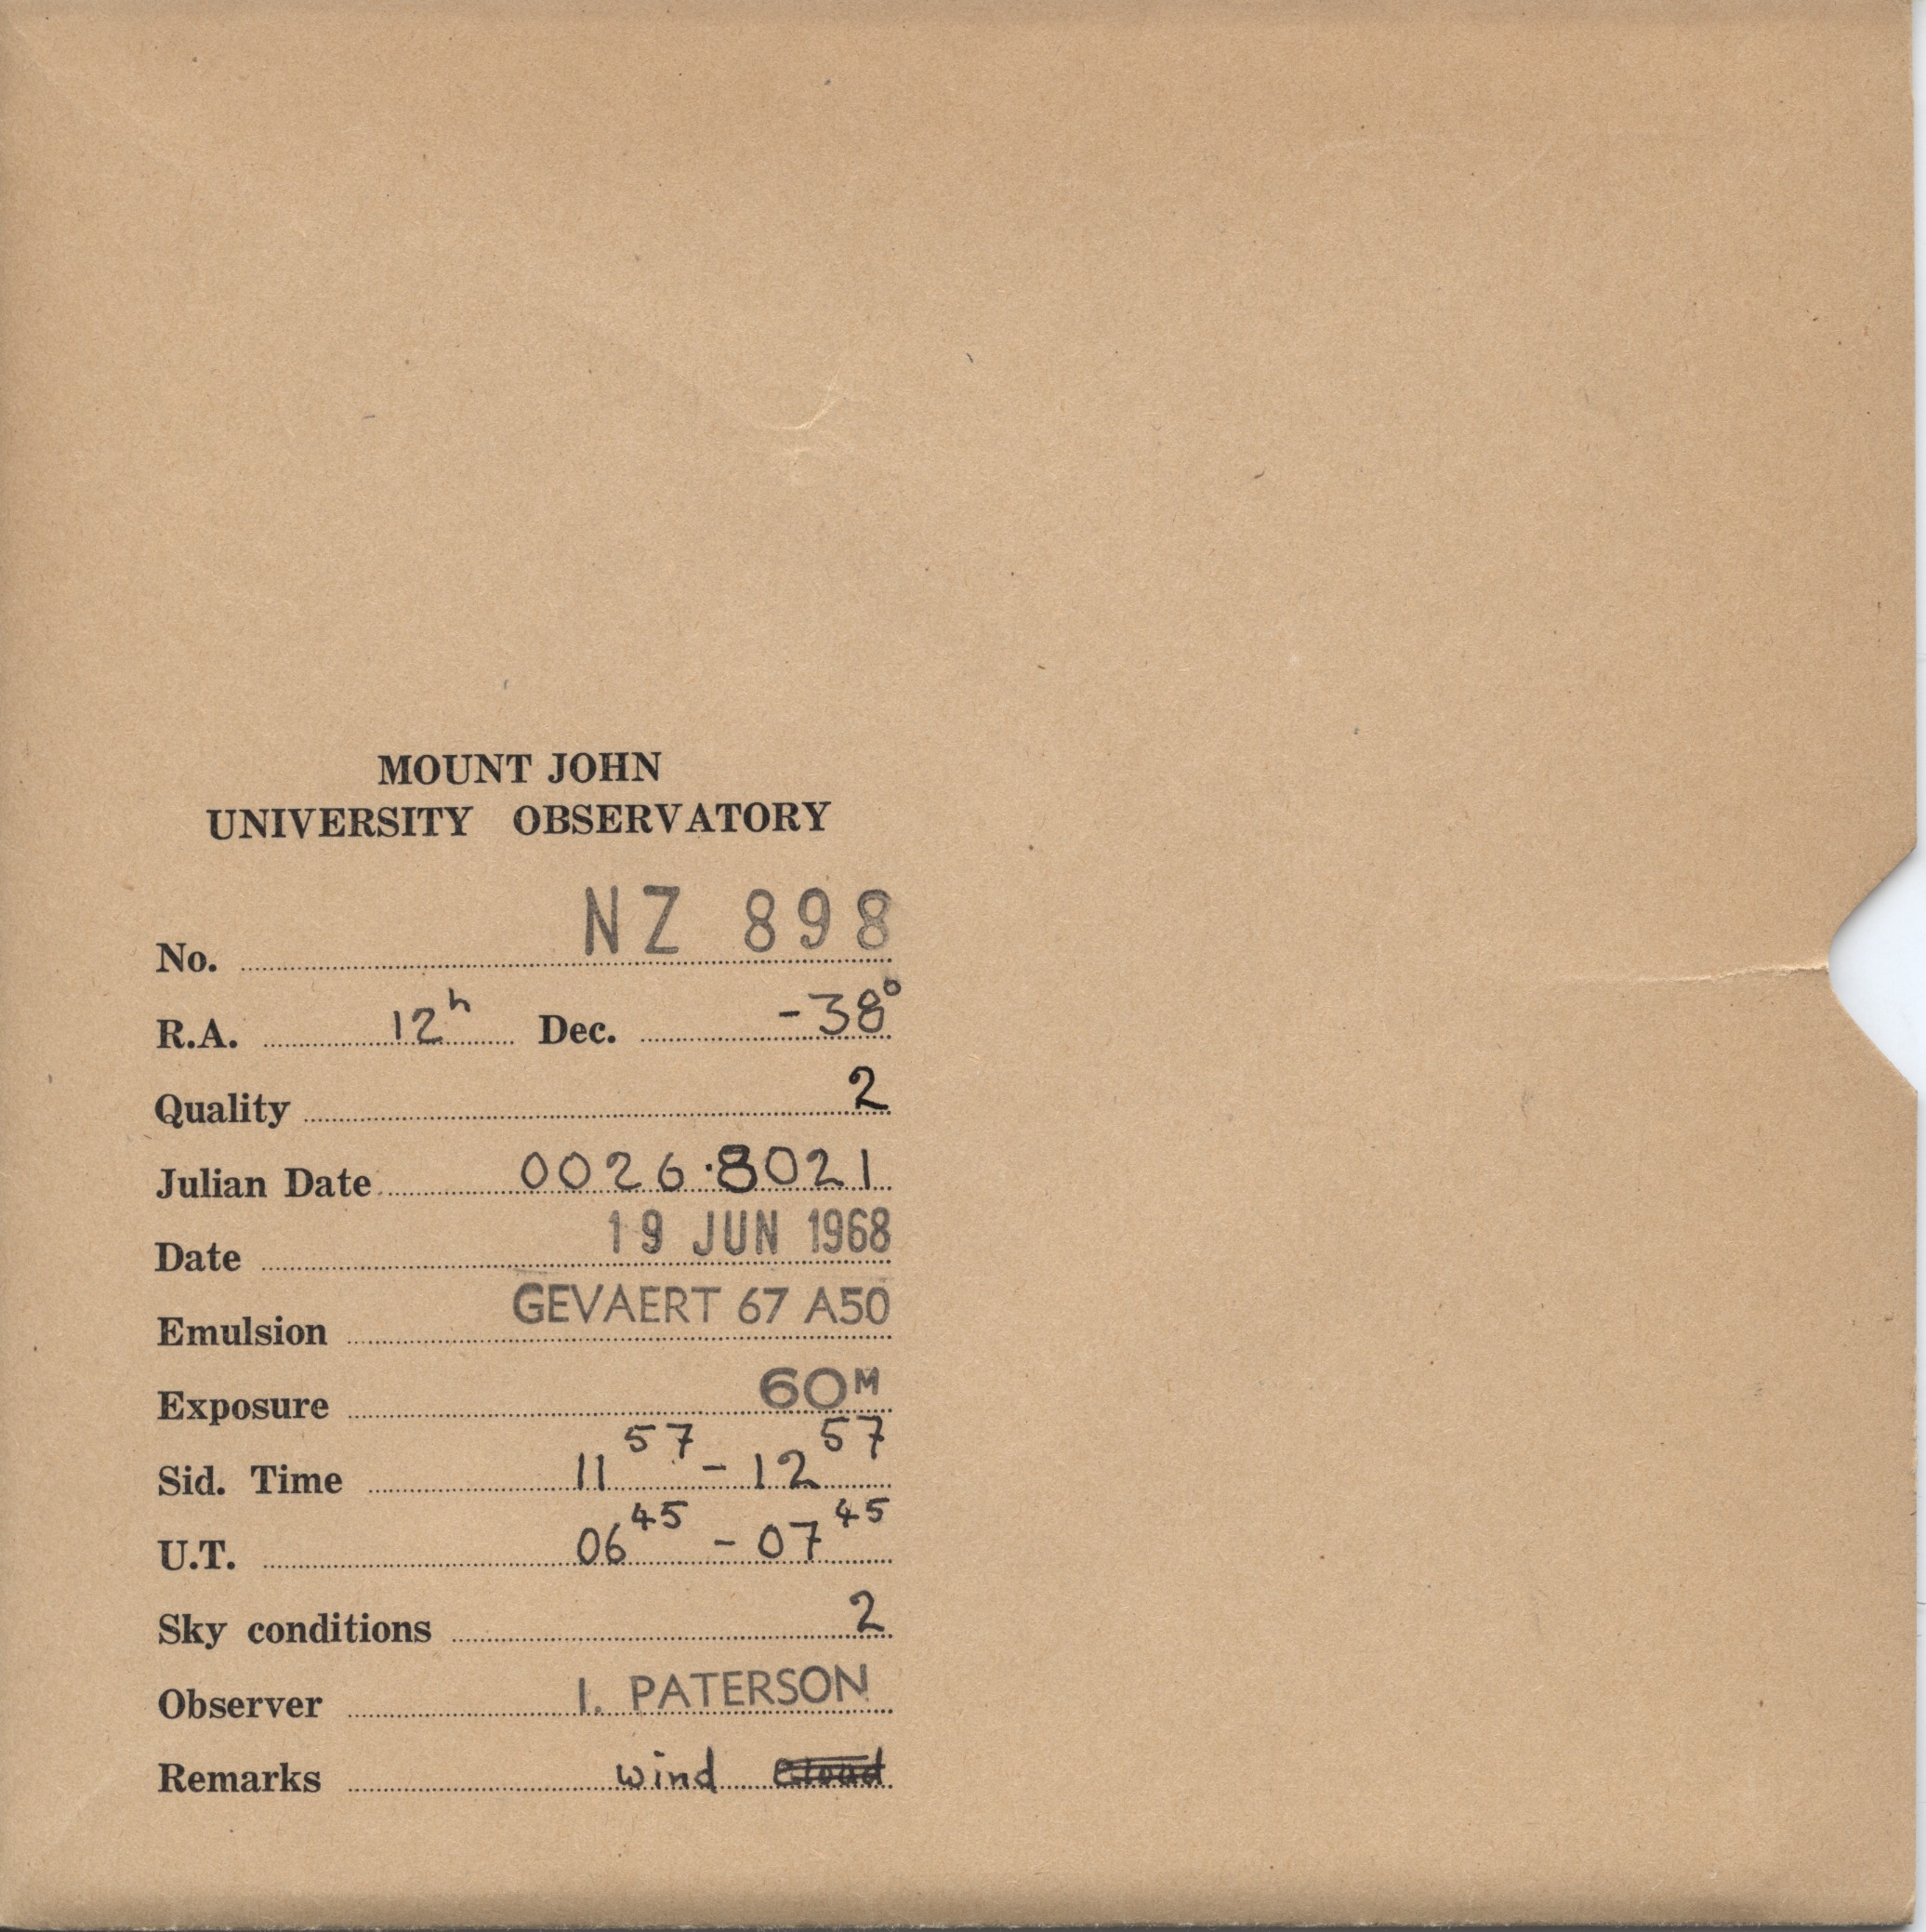 MOUNT JOHN
UNIVERSITY OBSERVATORY
No. NZ 898
R.A. 12h Dec. -38°
Quality 2
Julian Date 0026.8021
Date 19 JUN 1968
Emulsion GEVAERT 67 A50
Exposure 60M
Sid. Time 11 57 - 12 57
U.T. 06 45 - 07 45
Sky conditions 2
Observer I. PATERSON
Remarks wind